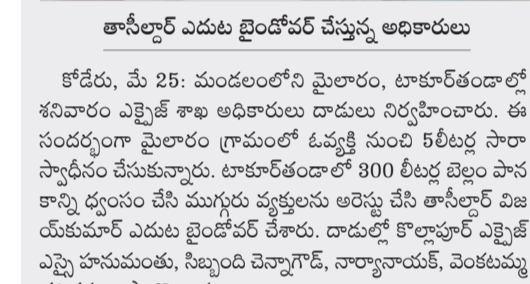 తాసీల్దార్ ఎదుట బైండోవర్ చేస్తున్న అధికారులు
కోడేరు, మే 25: మండలంలోని మైలారం, టాకూర్‌తండాల్లో
శనివారం ఎక్సైజ్ శాఖ అధికారులు దాడులు నిర్వహించారు. ఈ
సందర్భంగా మైలారం గ్రామంలో ఓవ్యక్తి నుంచి 5లీటర్ల సారా
స్వాధీనం చేసుకున్నారు. టాకూర్‌తండాలో 300 లీటర్ల బెల్లం పాన
కాన్ని ధ్వంసం చేసి ముగ్గురు వ్యక్తులను అరెస్టు చేసి తాసీల్దార్ విజ
య్‌కుమార్ ఎదుట బైండోవర్ చేశారు. దాడుల్లో కొల్లాపూర్ ఎక్సైజ్
ఎస్సై హనుమంతు, సిబ్బంది చెన్నాగౌడ్, నార్యానాయక్, వెంకటమ్మ